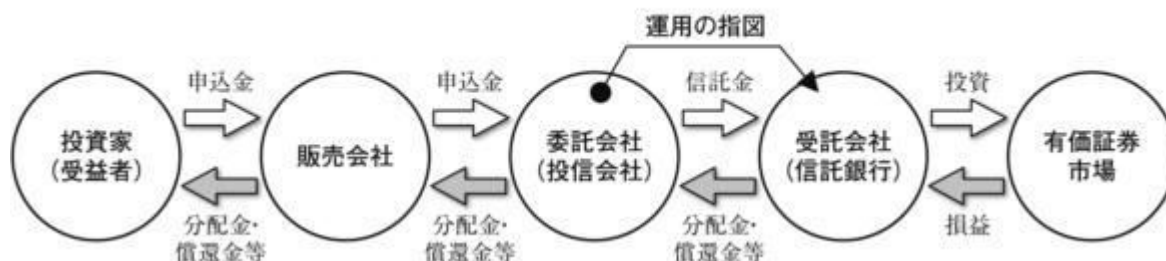 運用の指図
申込金
申込金
信託金
投資
投資家
(受益者)
販売会社
委託会社
(投信会社)
受託会社
(信託銀行)
有価証券
市場
分配金・
償還金等
分配金・
償還金等
分配金・
償還金等
損益